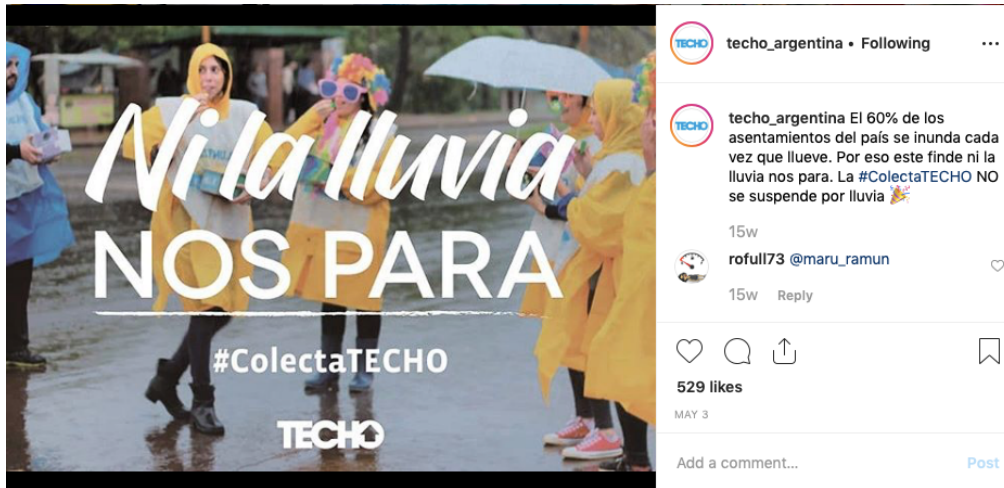 Ni la lluvia
NOS PARA
#ColectaTECHO
TECHO
TECHO
techo_argentina • Following
TECHO
techo_argentina El 60% de los
asentamientos del país se inunda cada
vez que llueve. Por eso este finde ni la
lluvia nos para. La #ColectaTECHO NO
se suspende por lluvia 🎉
15w
rofull73 @maru_ramun
15w Reply
529 likes
MAY 3
Add a comment...
Post